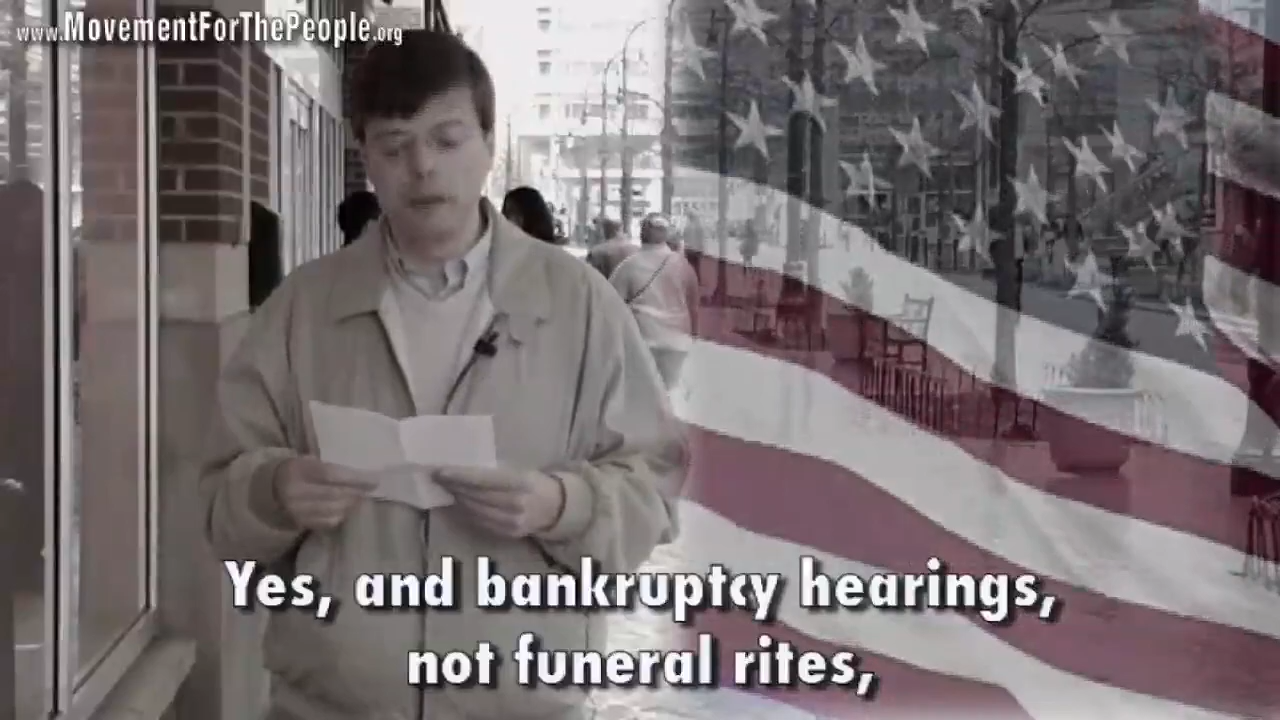 www.MovementForThePeople.org
Yes, and bankruptcy hearings,
not funeral rites,